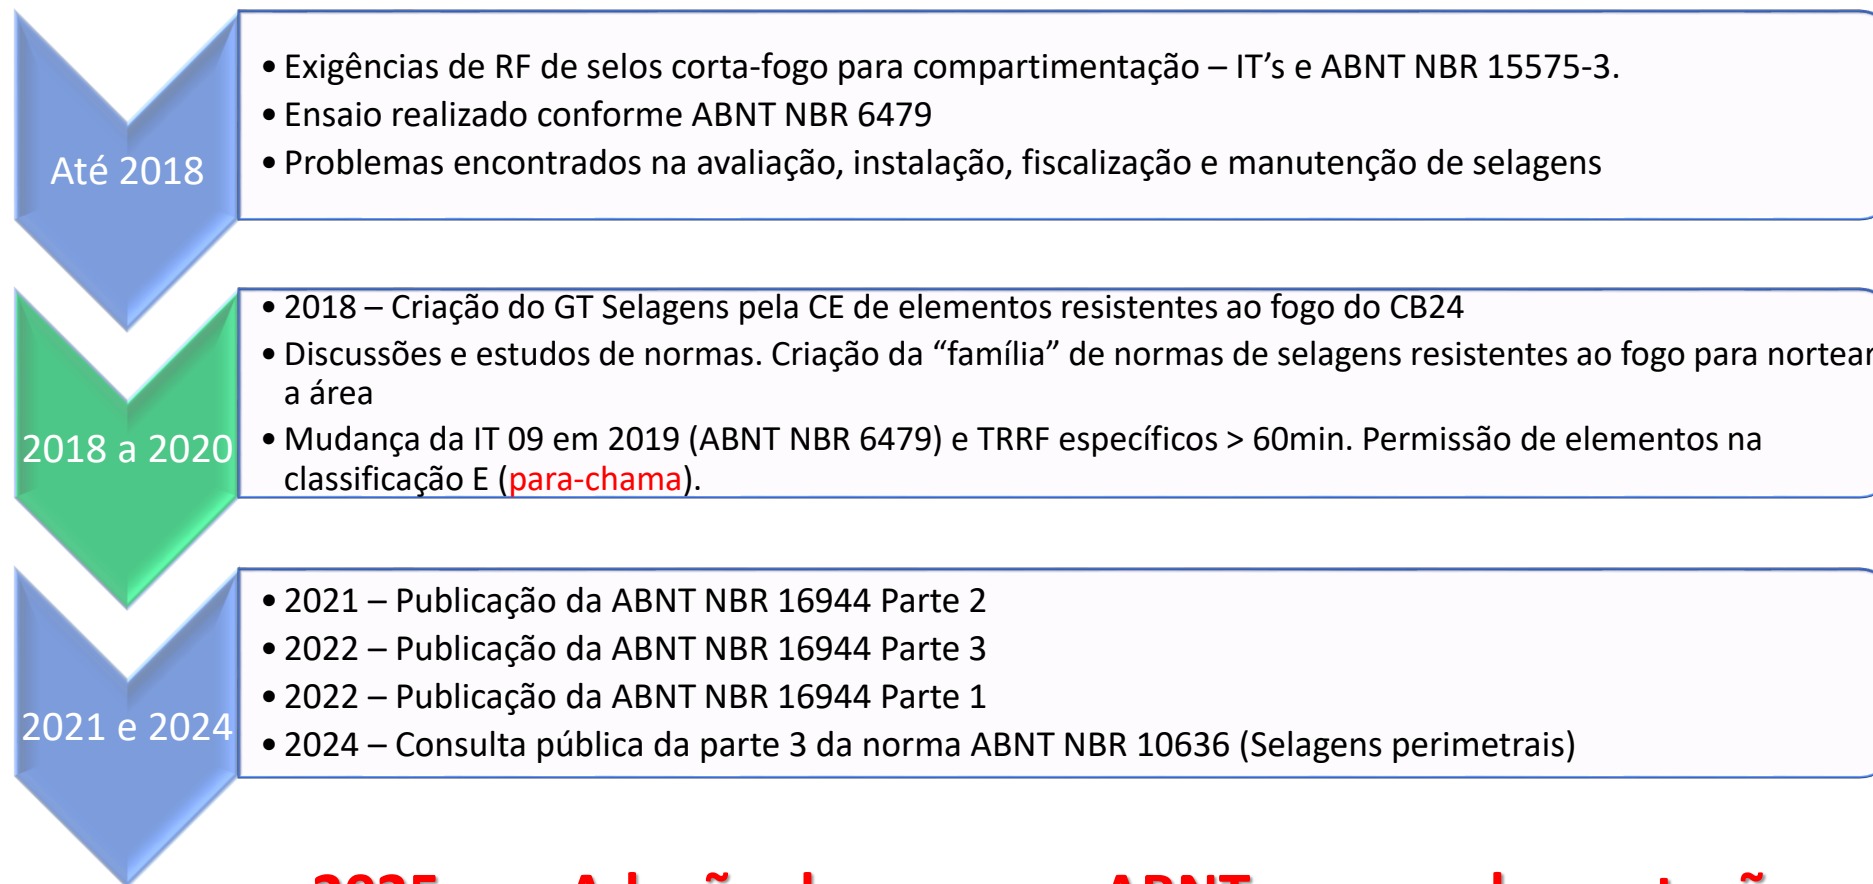 Até 2018
• Exigências de RF de selos corta-fogo para compartimentação – IT’s e ABNT NBR 15575-3.
• Ensaio realizado conforme ABNT NBR 6479
• Problemas encontrados na avaliação, instalação, fiscalização e manutenção de selagens
2018 a 2020
• 2018 – Criação do GT Selagens pela CE de elementos resistentes ao fogo do CB24
• Discussões e estudos de normas. Criação da “família” de normas de selagens resistentes ao fogo para nortear
a área
• Mudança da IT 09 em 2019 (ABNT NBR 6479) e TRRF específicos > 60min. Permissão de elementos na
classificação E (para-chama).
2021 e 2024
• 2021 – Publicação da ABNT NBR 16944 Parte 2
• 2022 – Publicação da ABNT NBR 16944 Parte 3
• 2022 – Publicação da ABNT NBR 16944 Parte 1
• 2024 – Consulta pública da parte 3 da norma ABNT NBR 10636 (Selagens perimetrais)
2025 ABNT